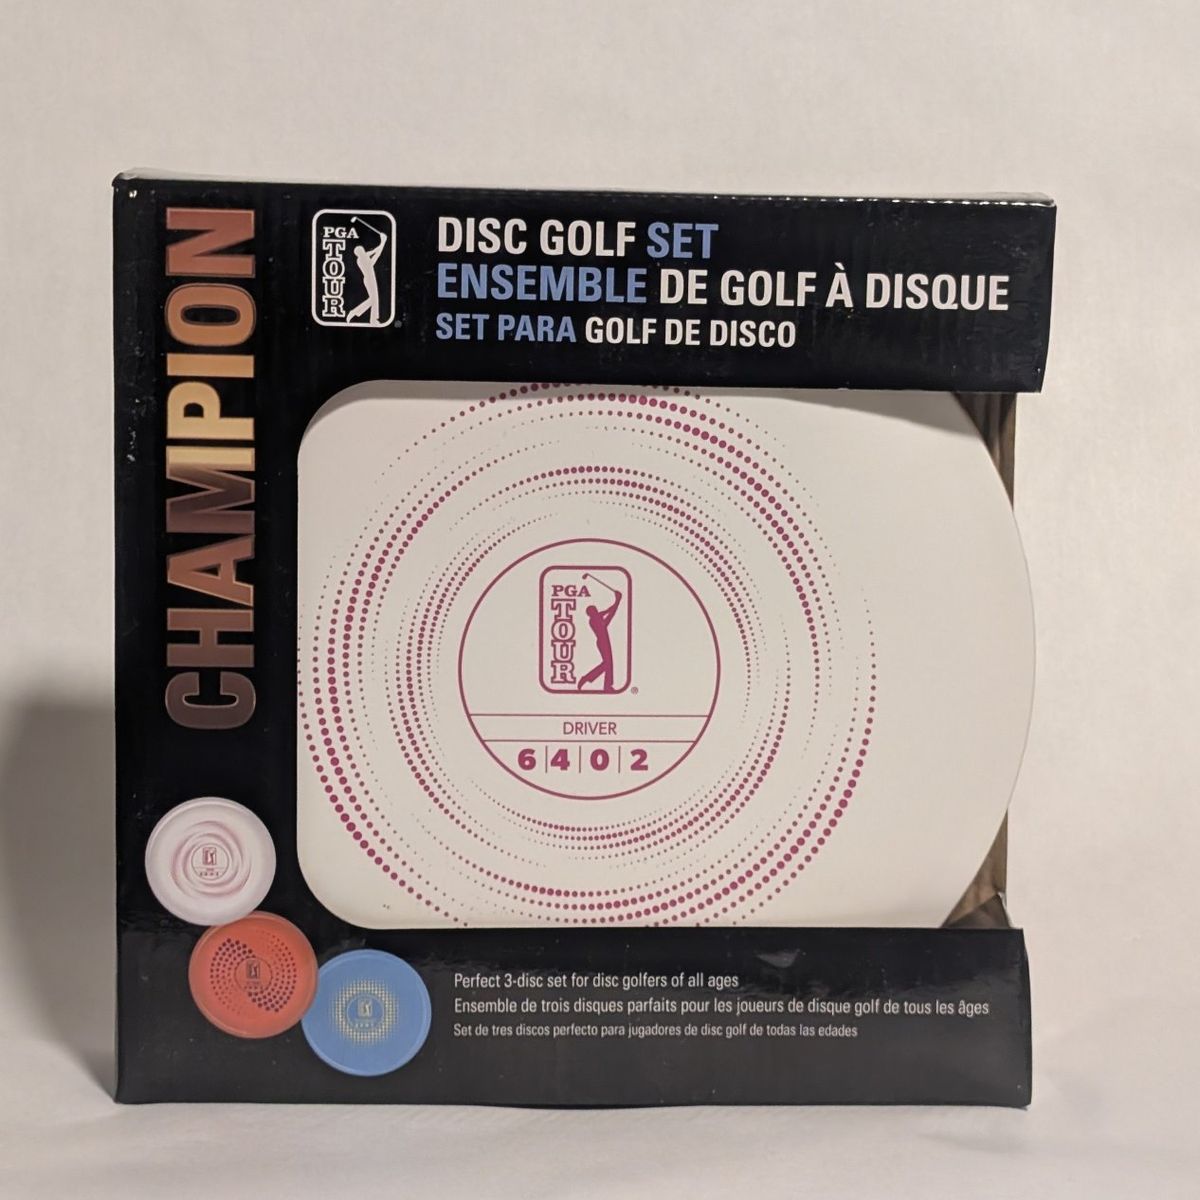 CHAMPION
PGA
TOUR
®
DISC GOLF SET
ENSEMBLE DE GOLF À DISQUE
SET PARA GOLF DE DISCO
PGA
TOUR
®
DRIVER
6|4|0|2
Perfect 3-disc set for disc golfers of all ages
Ensemble de trois disques parfaits pour les joueurs de disque golf de tous les âges
Set de tres discos perfecto para jugadores de disc golf de todas las edades